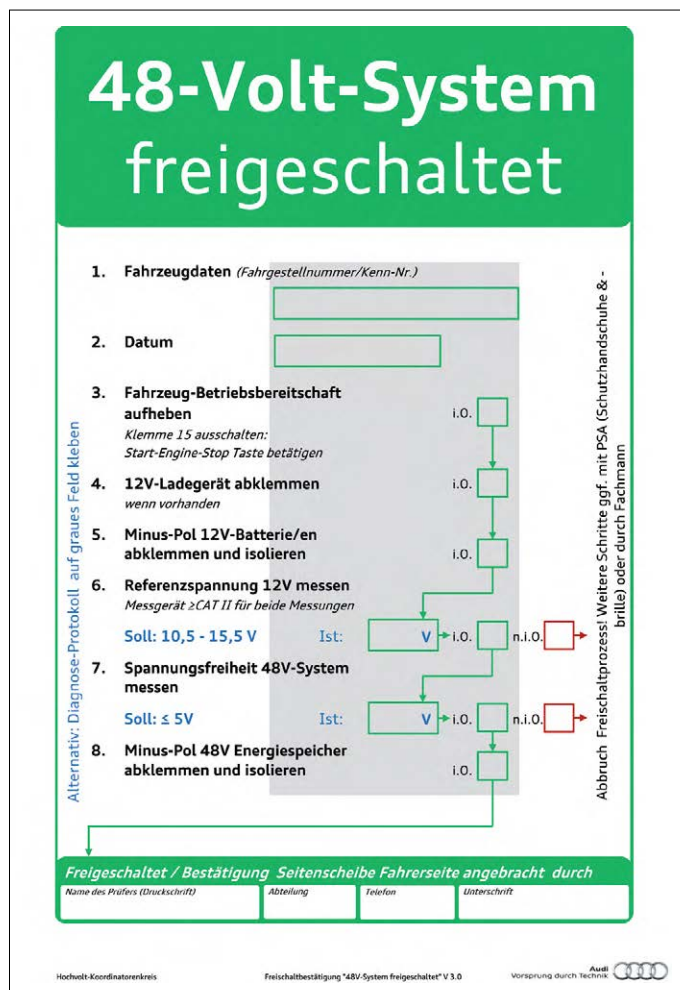 48-Volt-System
freigeschaltet
1. Fahrzeugdaten (Fahrgestellnummer/Kenn-Nr.)
2. Datum
3. Fahrzeug-Betriebsbereitschaft
aufheben
i.O.
Klemme 15 ausschalten:
Start-Engine-Stop Taste betätigen
4. 12V-Ladegerät abklemmen
i.O.
wenn vorhanden
5. Minus-Pol 12V-Batterie/en
abklemmen und isolieren
i.O.
6. Referenzspannung 12V messen
Messgerät ≥CAT II für beide Messungen
Soll: 10,5 - 15,5 V Ist: V i.O. n.i.O.
7. Spannungsfreiheit 48V-System
messen
Soll: ≤ 5V Ist: V i.O. n.i.O.
8. Minus-Pol 48V Energiespeicher
abklemmen und isolieren
i.O.
Alternativ: Diagnose-Protokoll auf graues Feld kleben
Abbruch Freischaltprozess! Weitere Schritte ggf. mit PSA (Schutzhandschuhe & -
brille) oder durch Fachmann
Freigeschaltet / Bestätigung Seitenscheibe Fahrerseite angebracht durch
Name des Prüfers (Druckschrift) Abteilung Telefon Unterschrift
Hochvolt-Koordinatorenkreis Freischaltbestätigung "48V-System freigeschaltet" V 3.0
Audi
Vorsprung durch Technik